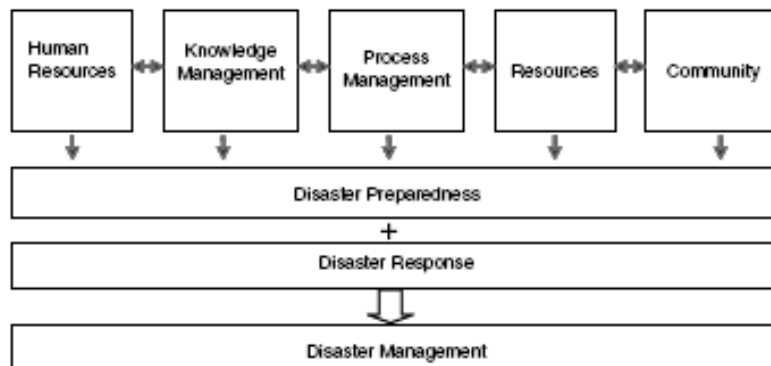 Human
Resources
Knowledge
Management
Process
Management
Resources
Community
Disaster Preparedness
+
Disaster Response
Disaster Management